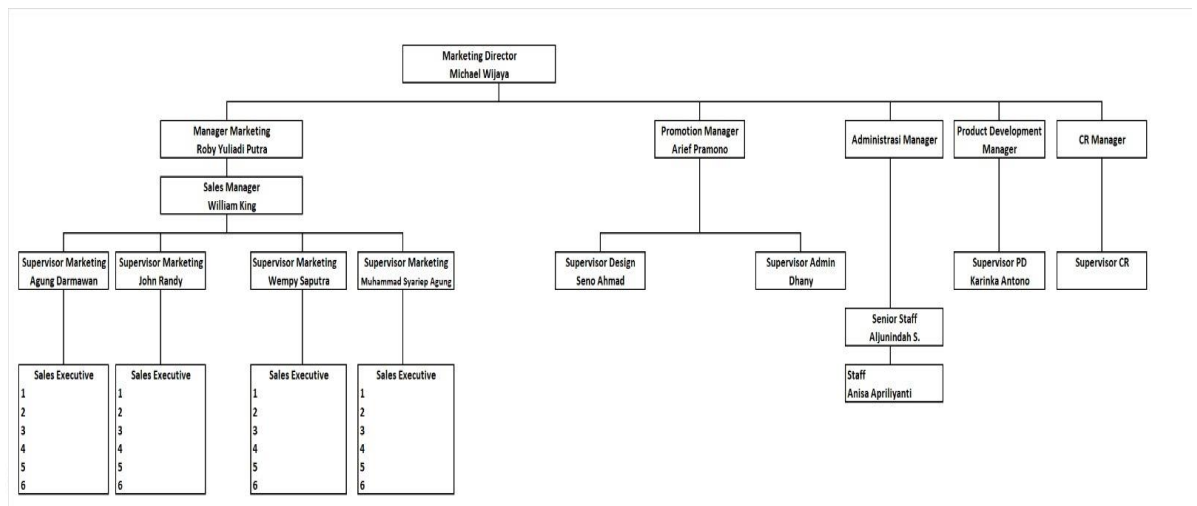 Marketing Director
Michael Wijaya
Manager Marketing
Roby Yuliadi Putra
Promotion Manager
Arief Pramono
Administrasi Manager
Product Development
Manager
CR Manager
Sales Manager
William King
Supervisor Marketing
Agung Darmawan
Supervisor Marketing
John Randy
Supervisor Marketing
Wempy Saputra
Supervisor Marketing
Muhammad Syariep Agung
Supervisor Design
Seno Ahmad
Supervisor Admin
Dhany
Supervisor PD
Karinka Antono
Supervisor CR
Senior Staff
Aljunindah S.
Staff
Anisa Apriliyanti
Sales Executive
1
2
3
4
5
6
Sales Executive
1
2
3
4
5
6
Sales Executive
1
2
3
4
5
6
Sales Executive
1
2
3
4
5
6